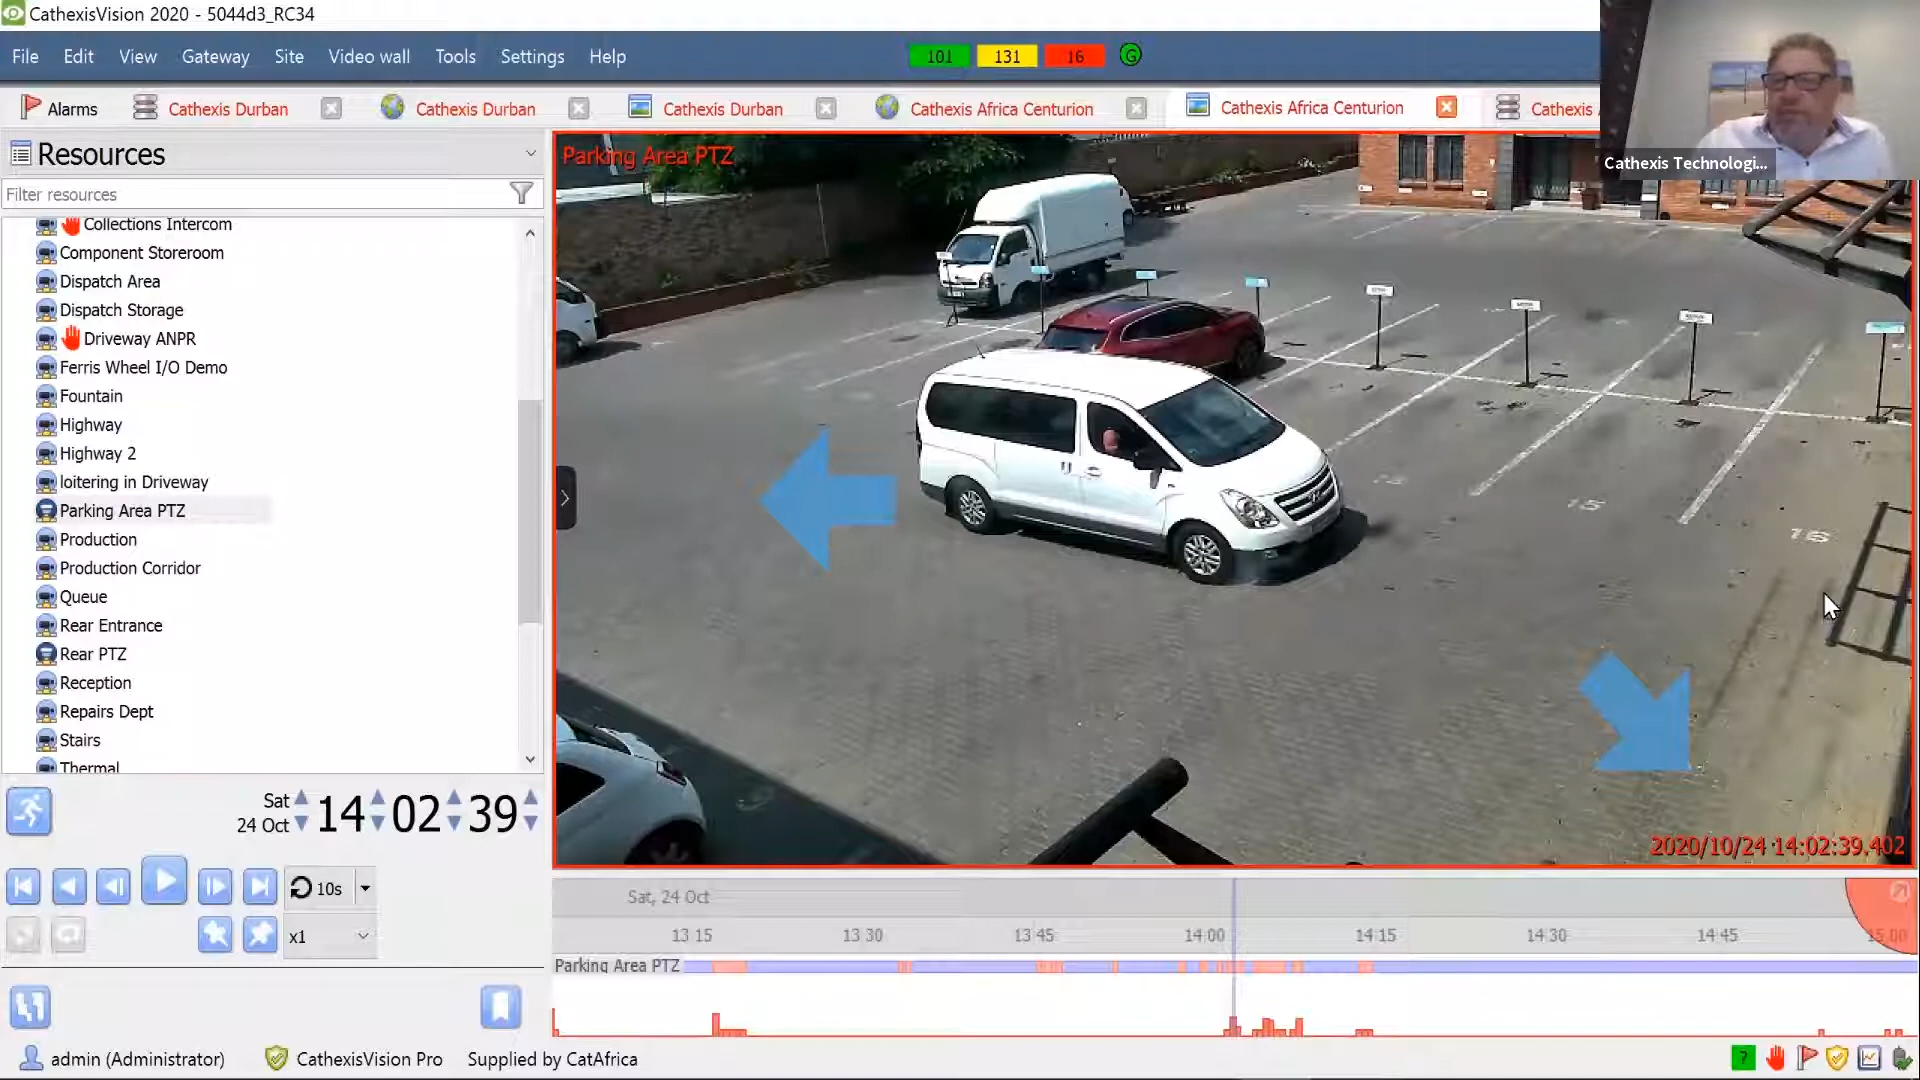 CathexisVision 2020 - 5044d3_RC34
File Edit View Gateway Site Video wall Tools Settings Help
101 131 16 G
Alarms Cathexis Durban Cathexis Durban Cathexis Durban Cathexis Africa Centurion Cathexis Africa Centurion Cathexis
Cathexis Technologi...
Resources
Filter resources
Collections Intercom
Component Storeroom
Dispatch Area
Dispatch Storage
Driveway ANPR
Ferris Wheel I/O Demo
Fountain
Highway
Highway 2
loitering in Driveway
Parking Area PTZ
Production
Production Corridor
Queue
Rear Entrance
Rear PTZ
Reception
Repairs Dept
Stairs
Thermal
Parking Area PTZ
15
16
2020/10/24 14:02:39.402
Sat
24 Oct
14 02 39
10s
x1
Sat, 24 Oct
13 15 13 30 13 45 14 00 14 15 14 30 14 45 15 00
Parking Area PTZ
admin (Administrator) CathexisVision Pro Supplied by CatAfrica
?